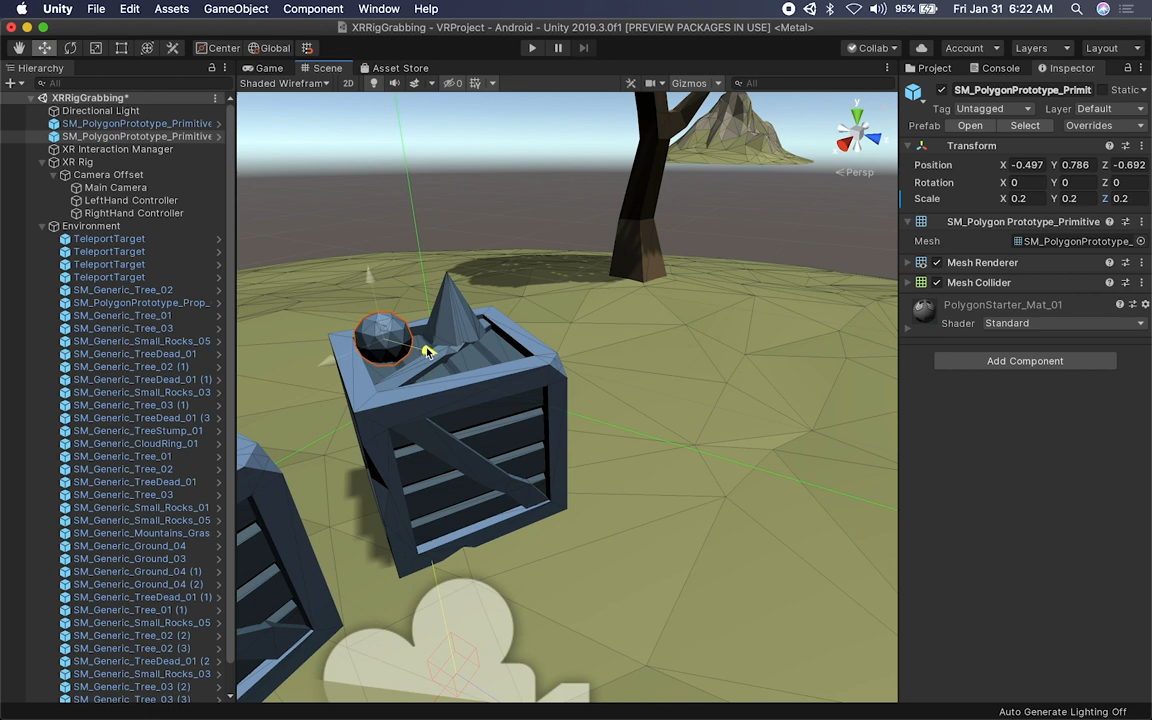 Unity File Edit Assets GameObject Component Window Help 95% Fri Jan 31 6:22 AM
XRRigGrabbing - VRProject - Android - Unity 2019.3.0f1 [PREVIEW PACKAGES IN USE] <Metal>
Center Global Collab Account Layers Layout
Hierarchy Game Scene Asset Store Project Console Inspector
All Shaded Wireframe 2D 0 Gizmos All
SM_PolygonPrototype_Primit Static
Tag Untagged Layer Default
Prefab Open Select Overrides
Transform
Position X -0.497 Y 0.786 Z -0.692
Rotation X 0 Y 0 Z 0
Scale X 0.2 Y 0.2 Z 0.2
SM_Polygon Prototype_Primitive
Mesh SM_PolygonPrototype_
Mesh Renderer
Mesh Collider
PolygonStarter_Mat_01
Shader Standard
Add Component
XRRigGrabbing*
Directional Light
SM_PolygonPrototype_Primitive
SM_PolygonPrototype_Primitive
XR Interaction Manager
XR Rig
Camera Offset
Main Camera
LeftHand Controller
RightHand Controller
Environment
TeleportTarget
TeleportTarget
TeleportTarget
TeleportTarget
SM_Generic_Tree_02
SM_PolygonPrototype_Prop_
SM_Generic_Tree_01
SM_Generic_Tree_03
SM_Generic_Small_Rocks_05
SM_Generic_TreeDead_01
SM_Generic_Tree_02 (1)
SM_Generic_TreeDead_01 (1)
SM_Generic_Small_Rocks_03
SM_Generic_Tree_03 (1)
SM_Generic_TreeDead_01 (3
SM_Generic_TreeStump_01
SM_Generic_CloudRing_01
SM_Generic_Tree_01
SM_Generic_Tree_02
SM_Generic_TreeDead_01
SM_Generic_Tree_03
SM_Generic_Small_Rocks_01
SM_Generic_Small_Rocks_05
SM_Generic_Mountains_Gras
SM_Generic_Ground_04
SM_Generic_Ground_03
SM_Generic_Ground_04 (1)
SM_Generic_Ground_04 (2)
SM_Generic_TreeDead_01 (1)
SM_Generic_Tree_01 (1)
SM_Generic_Small_Rocks_05
SM_Generic_Tree_02 (2)
SM_Generic_Tree_02 (3)
SM_Generic_TreeDead_01 (2
SM_Generic_Small_Rocks_03
SM_Generic_Tree_03 (2)
SM_Generic_Tree_03 (3)
y
x
z
Persp
Auto Generate Lighting Off